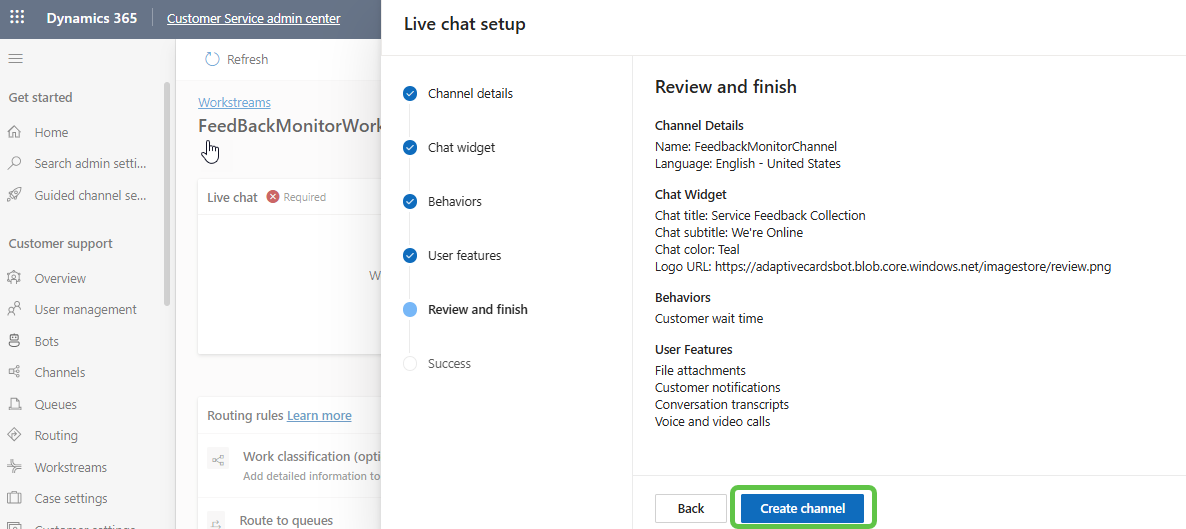 Dynamics 365
Customer Service admin center
Get started
Home
Search admin setti...
Guided channel se...
Customer support
Overview
User management
Bots
Channels
Queues
Routing
Workstreams
Case settings
Customer settings
Refresh
Workstreams
FeedBackMonitorWork
Live chat
Required
W
Routing rules Learn more
Work classification (opti
Add detailed information to
Route to queues
Live chat setup
Channel details
Chat widget
Behaviors
User features
Review and finish
Success
Review and finish
Channel Details
Name: FeedbackMonitorChannel
Language: English - United States
Chat Widget
Chat title: Service Feedback Collection
Chat subtitle: We're Online
Chat color: Teal
Logo URL: https://adaptivecardsbot.blob.core.windows.net/imagestore/review.png
Behaviors
Customer wait time
User Features
File attachments
Customer notifications
Conversation transcripts
Voice and video calls
Back
Create channel